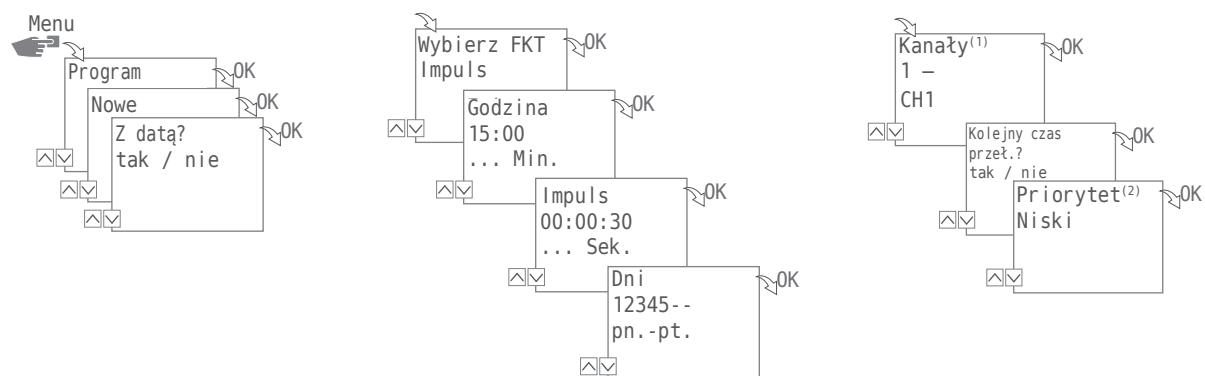 Menu
Program
OK
Nowe
OK
Z datą?
tak / nie
OK
Wybierz FKT
Impuls
OK
Godzina
15:00
... Min.
OK
Impuls
00:00:30
... Sek.
OK
Dni
12345--
pn.-pt.
OK
Kanały(1)
1 –
CH1
OK
Kolejny czas
przeł.?
tak / nie
OK
Priorytet(2)
Niski
OK